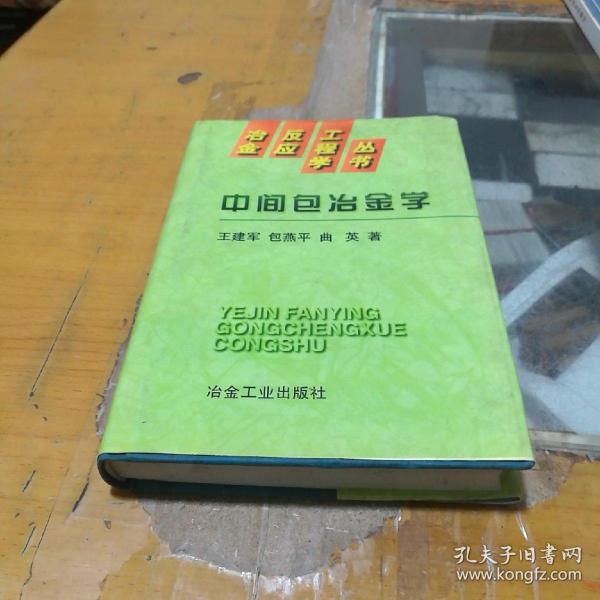 冶金反应工程学丛书
中间包冶金学
王建军 包燕平 曲 英 著
YEJIN FANYING
GONGCHENGXUE
CONGSHU
冶金工业出版社
孔夫子旧书网
www.kongfz.com